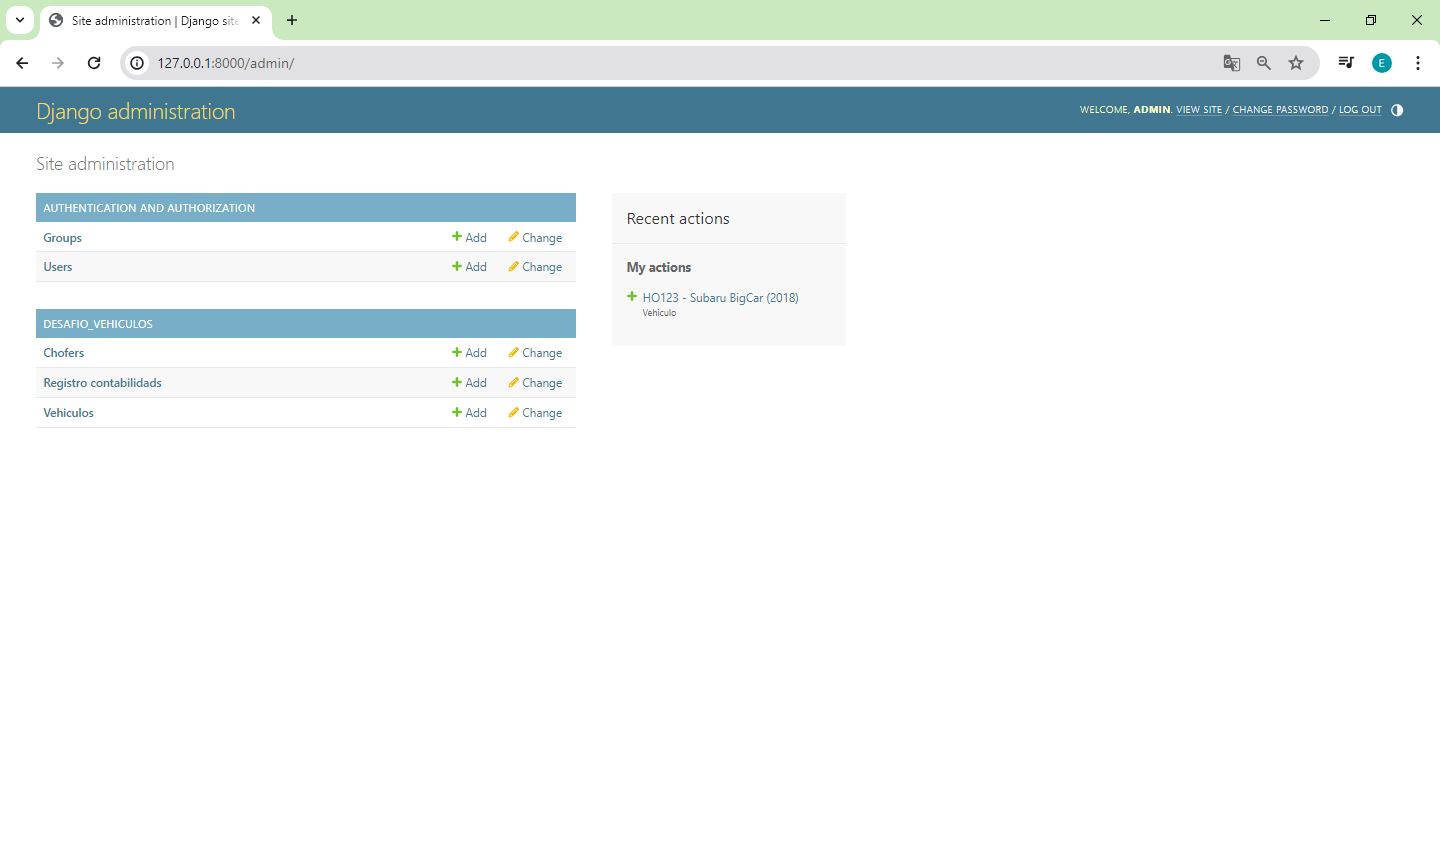 Site administration | Django site
127.0.0.1:8000/admin/
E
Django administration
WELCOME, ADMIN. VIEW SITE / CHANGE PASSWORD / LOG OUT
Site administration
AUTHENTICATION AND AUTHORIZATION
Groups Add Change
Users Add Change
DESAFIO_VEHICULOS
Chofers Add Change
Registro contabilidads Add Change
Vehiculos Add Change
Recent actions
My actions
HO123 - Subaru BigCar (2018)
Vehiculo